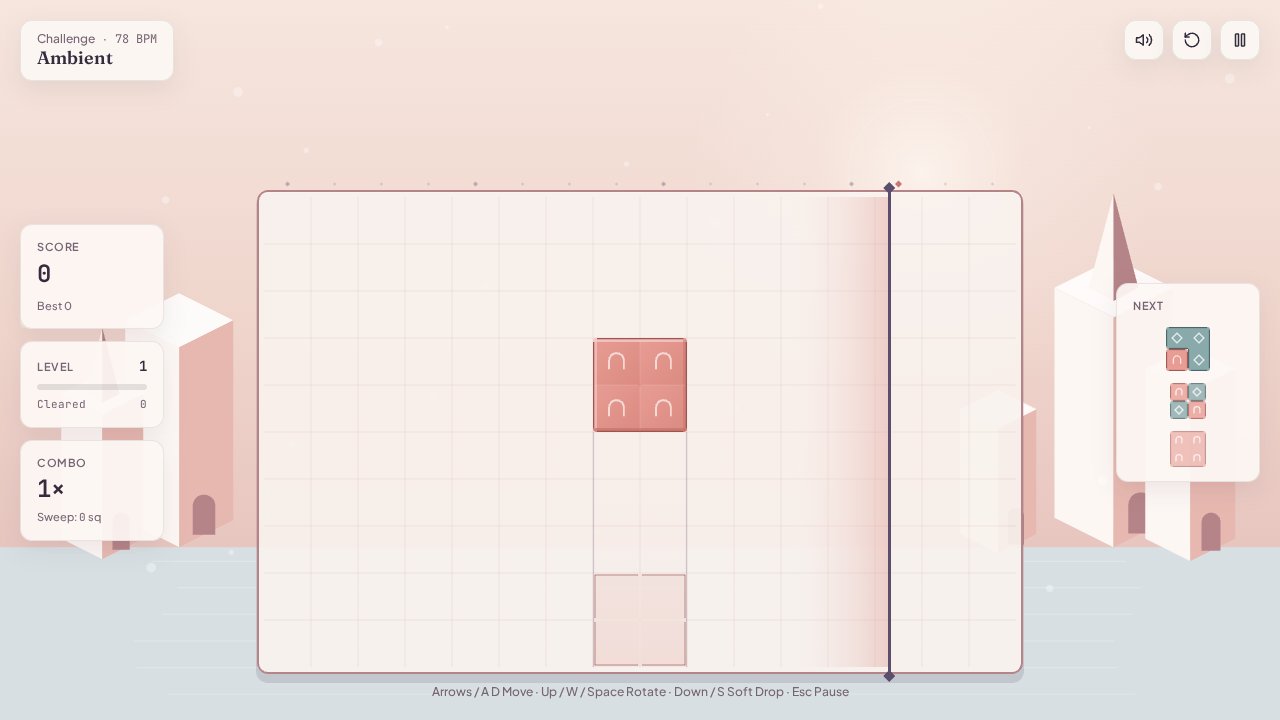 Challenge · 78 BPM
Ambient
SCORE
0
Best 0
LEVEL 1
Cleared 0
COMBO
1×
Sweep: 0 sq
NEXT
Arrows / A D Move · Up / W / Space Rotate · Down / S Soft Drop · Esc Pause